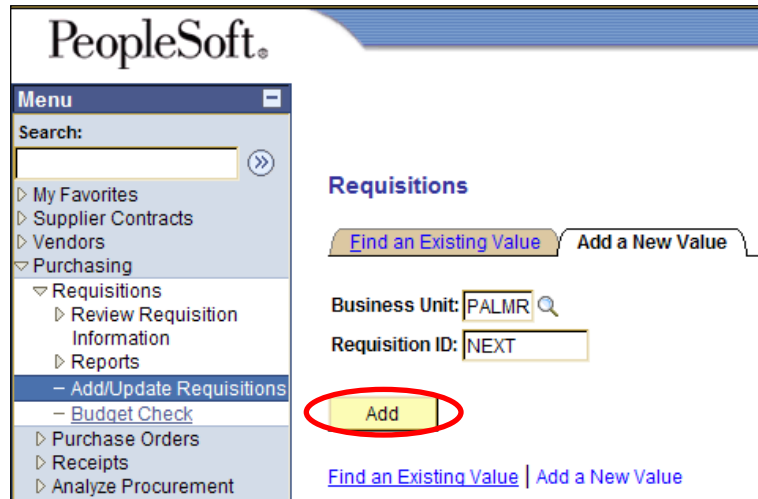 PeopleSoft®
Menu
Search:
My Favorites
Supplier Contracts
Vendors
Purchasing
Requisitions
Review Requisition
Information
Reports
– Add/Update Requisitions
– Budget Check
Purchase Orders
Receipts
Analyze Procurement
Requisitions
Find an Existing Value
Add a New Value
Business Unit: PALMR
Requisition ID: NEXT
Add
Find an Existing Value | Add a New Value